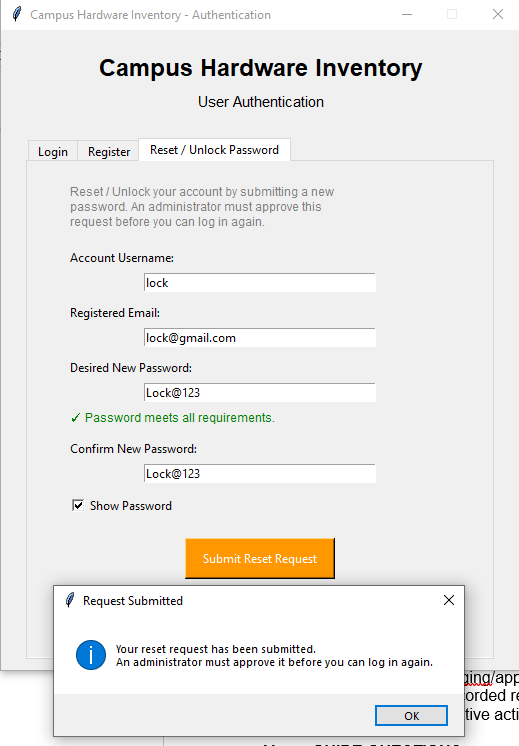 Campus Hardware Inventory - Authentication
Campus Hardware Inventory
User Authentication
Login Register Reset / Unlock Password
Reset / Unlock your account by submitting a new
password. An administrator must approve this
request before you can log in again.
Account Username:
lock
Registered Email:
lock@gmail.com
Desired New Password:
Lock@123
✓ Password meets all requirements.
Confirm New Password:
Lock@123
Show Password
Submit Reset Request
Request Submitted
Your reset request has been submitted.
An administrator must approve it before you can log in again.
OK
ging/app
orded re
tive acti